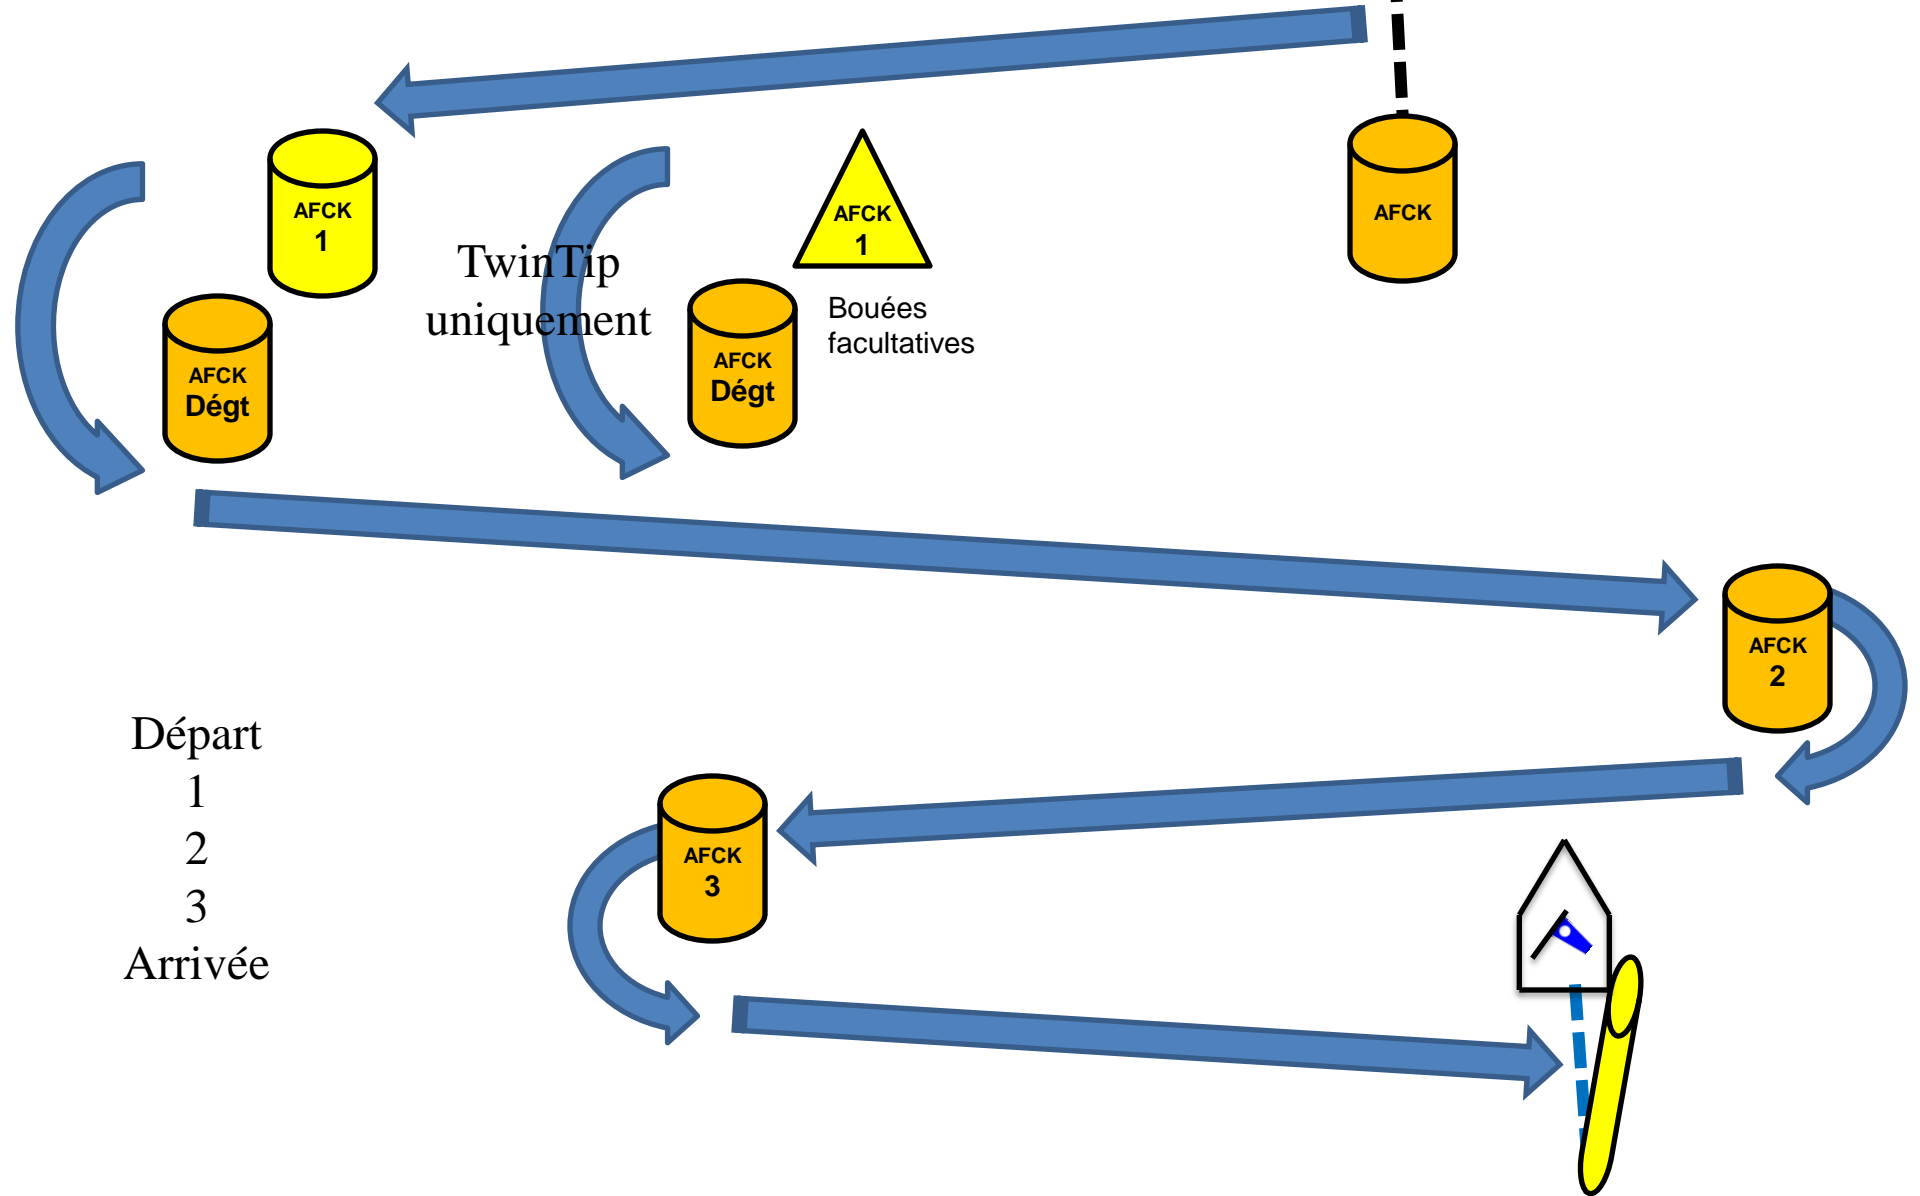 AFCK
1
AFCK
1
AFCK
TwinTip
uniquement
Bouées
facultatives
AFCK
Dégt
AFCK
Dégt
AFCK
2
Départ
1
2
3
Arrivée
AFCK
3